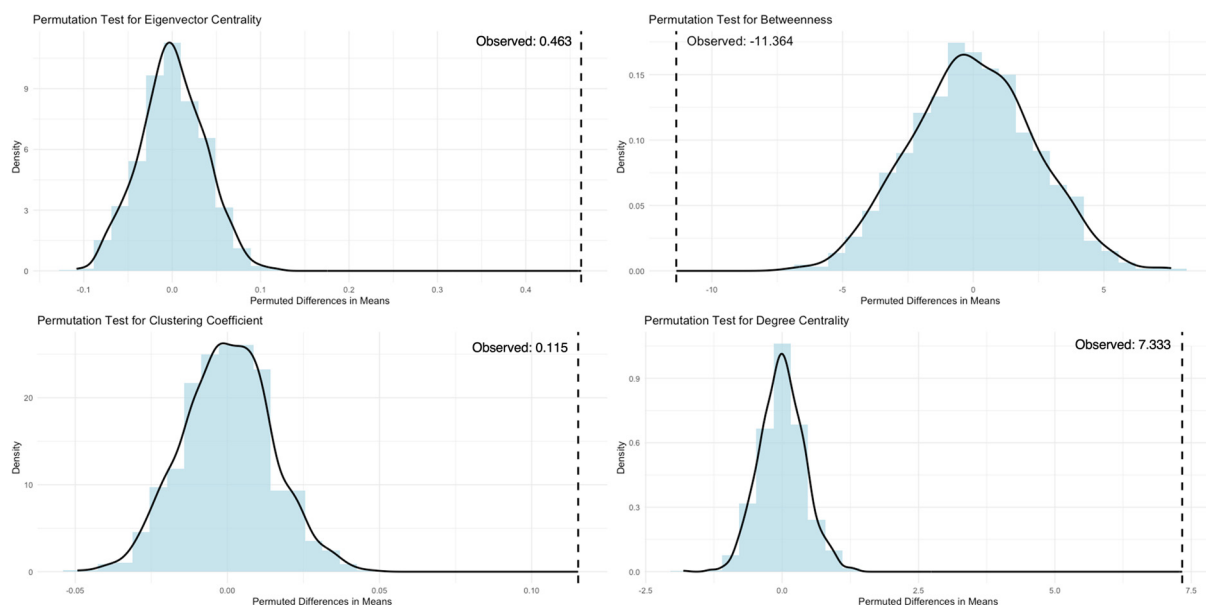 Permutation Test for Eigenvector Centrality
Observed: 0.463
Density
9
6
3
0
-0.1
0.0
0.1
0.2
0.3
0.4
Permuted Differences in Means
Permutation Test for Betweenness
Observed: -11.364
Density
0.15
0.10
0.05
0.00
-10
-5
0
5
Permuted Differences in Means
Permutation Test for Clustering Coefficient
Observed: 0.115
Density
20
10
0
-0.05
0.00
0.05
0.10
Permuted Differences in Means
Permutation Test for Degree Centrality
Observed: 7.333
Density
0.9
0.6
0.3
0.0
-2.5
0.0
2.5
5.0
7.5
Permuted Differences in Means